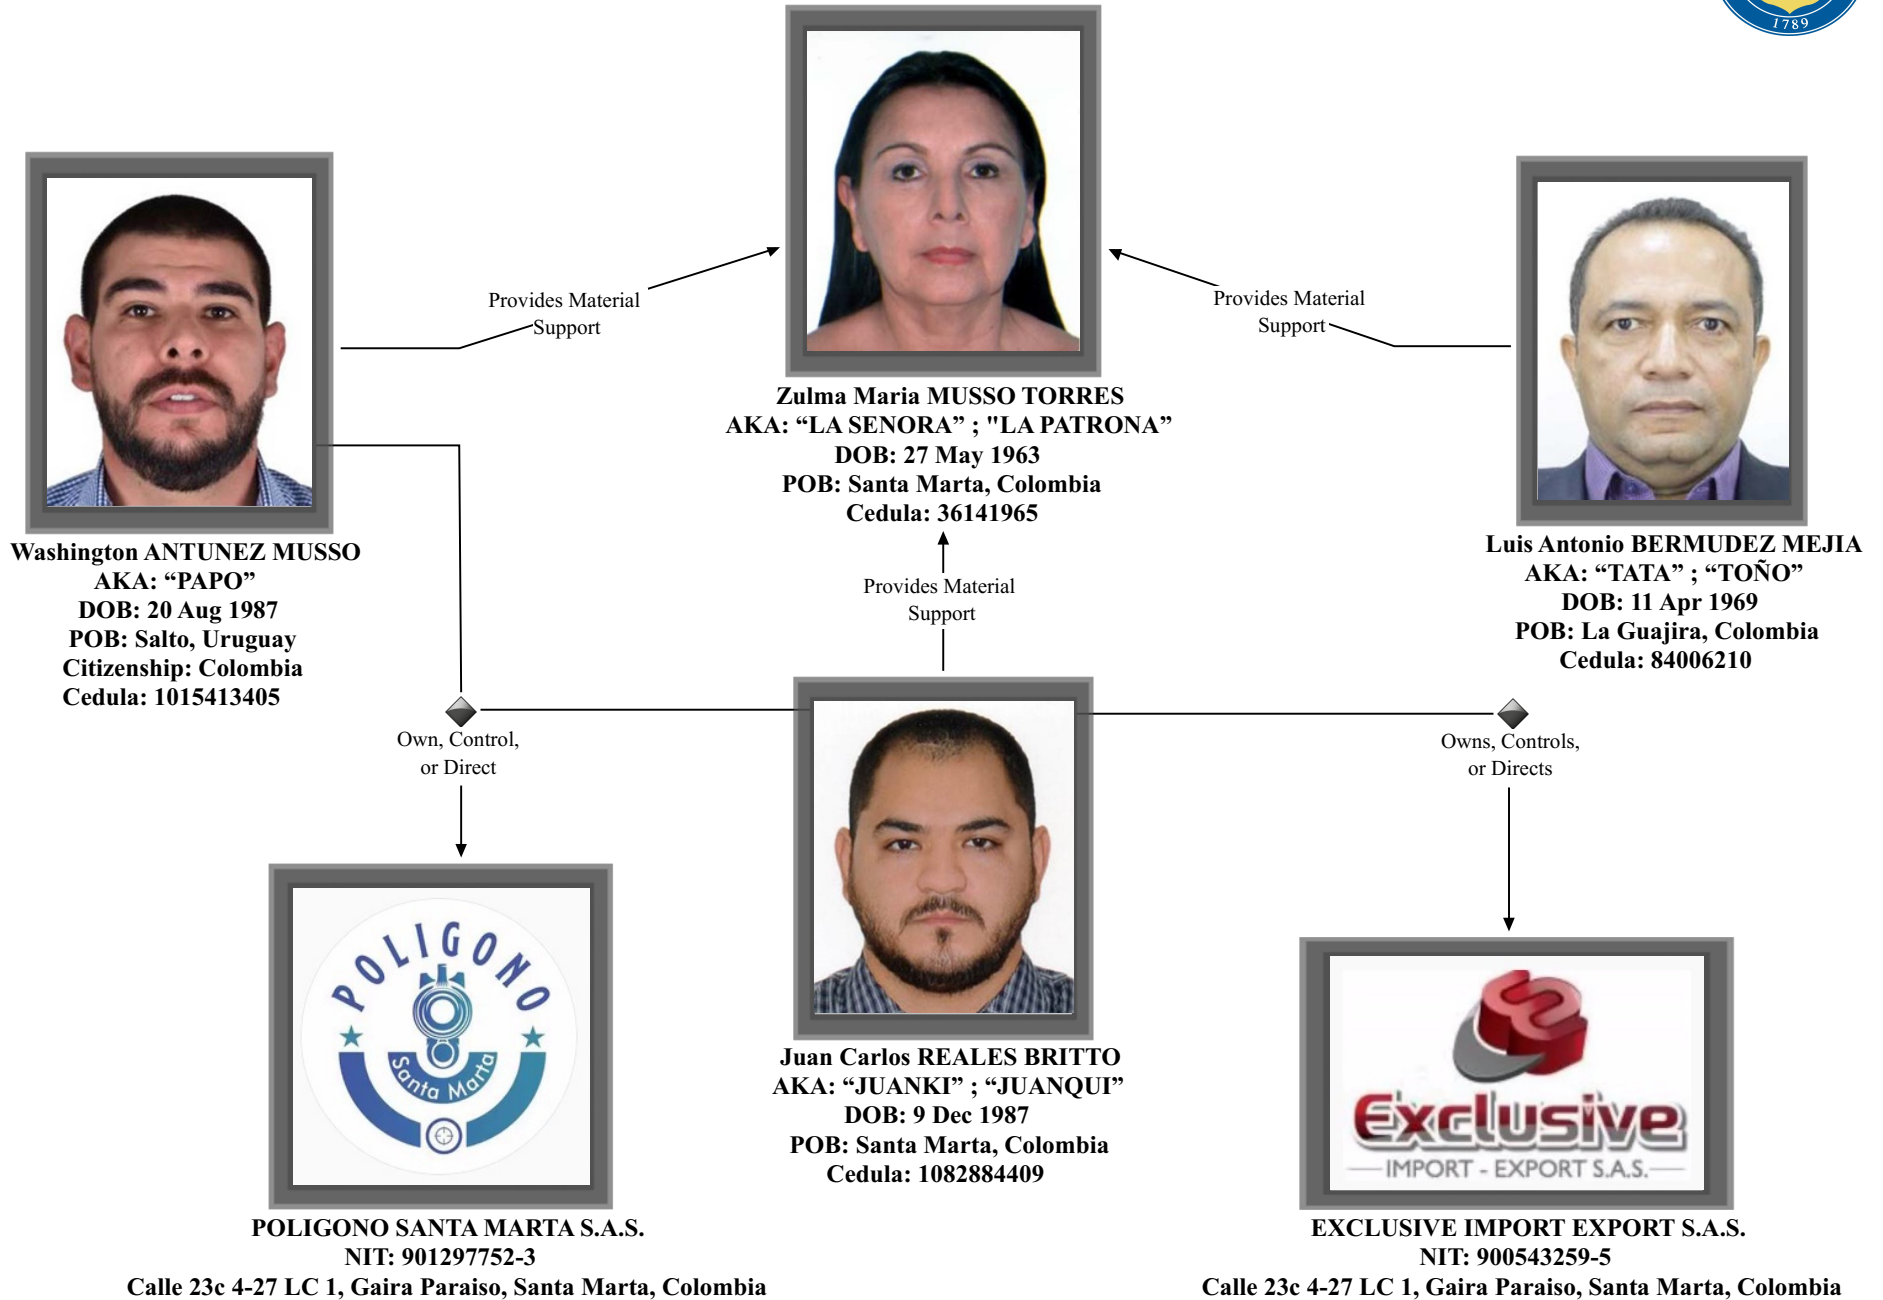 1789
Provides Material
Support
Provides Material
Support
Zulma Maria MUSSO TORRES
AKA: “LA SENORA” ; "LA PATRONA”
DOB: 27 May 1963
POB: Santa Marta, Colombia
Cedula: 36141965
Washington ANTUNEZ MUSSO
AKA: “PAPO”
DOB: 20 Aug 1987
POB: Salto, Uruguay
Citizenship: Colombia
Cedula: 1015413405
Luis Antonio BERMUDEZ MEJIA
AKA: “TATA” ; “TOÑO”
DOB: 11 Apr 1969
POB: La Guajira, Colombia
Cedula: 84006210
Provides Material
Support
Own, Control,
or Direct
Owns, Controls,
or Directs
POLIGONO
Santa Marta
Juan Carlos REALES BRITTO
AKA: “JUANKI” ; “JUANQUI”
DOB: 9 Dec 1987
POB: Santa Marta, Colombia
Cedula: 1082884409
Exclusive
IMPORT - EXPORT S.A.S.
POLIGONO SANTA MARTA S.A.S.
NIT: 901297752-3
Calle 23c 4-27 LC 1, Gaira Paraiso, Santa Marta, Colombia
EXCLUSIVE IMPORT EXPORT S.A.S.
NIT: 900543259-5
Calle 23c 4-27 LC 1, Gaira Paraiso, Santa Marta, Colombia